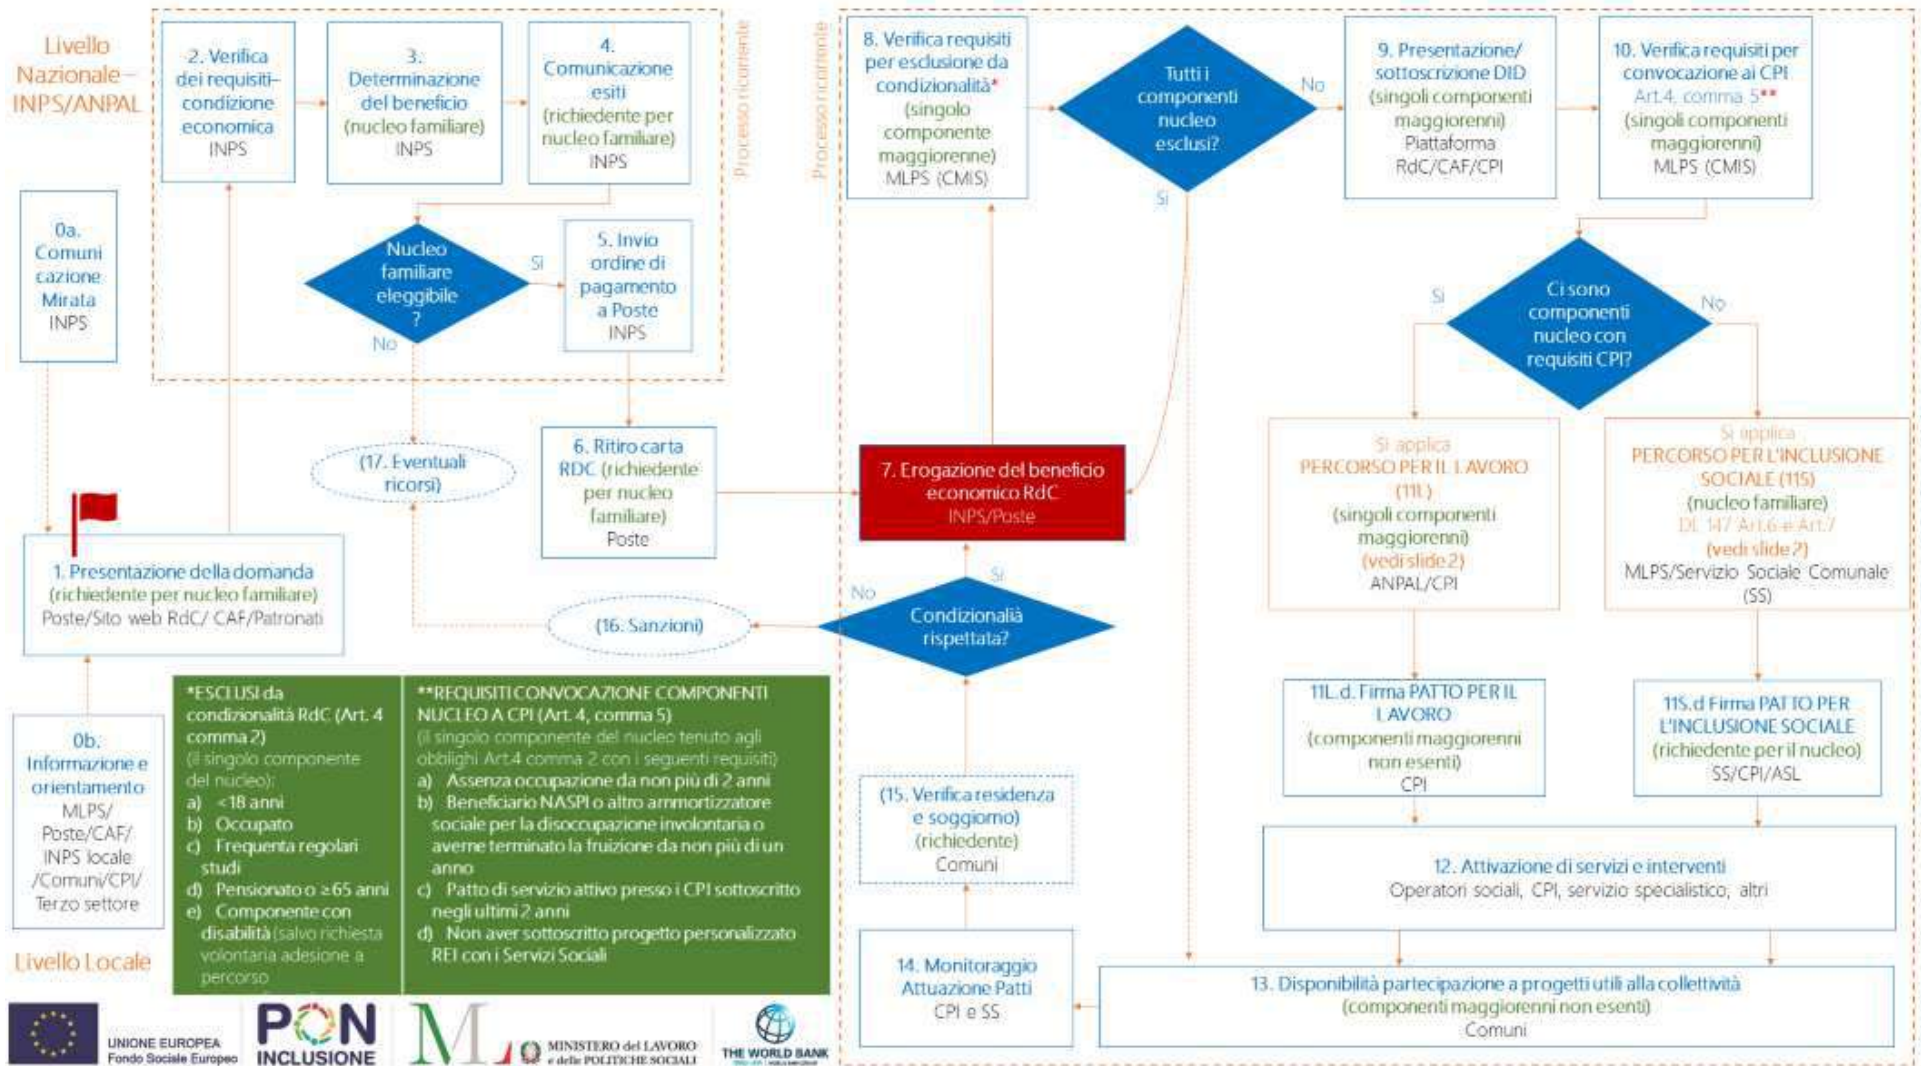 Livello
Nazionale–
INPS/ANPAL
2. Verifica
dei requisiti–
condizione
economica
INPS
3.
Determinazione
del beneficio
(nucleo familiare)
INPS
4.
Comunicazione
esiti
(richiedente per
nucleo familiare)
INPS
Processo ricorrente
Nucleo
familiare
eleggibile
?
Sì
No
5. Invio
ordine di
pagamento
a Poste
INPS
0a.
Comuni
cazione
Mirata
INPS
(17. Eventuali
ricorsi)
6. Ritiro carta
RDC (richiedente
per nucleo
familiare)
Poste
1. Presentazione della domanda
(richiedente per nucleo familiare)
Poste/Sito web RdC/ CAF/Patronati
(16. Sanzioni)
0b.
Informazione e
orientamento
MLPS/
Poste/CAF/
INPS locale
/Comuni/CPI/
Terzo settore
Livello Locale
*ESCLUSI da
condizionalità RdC (Art. 4
comma 2)
(il singolo componente
del nucleo):
a) <18 anni
b) Occupato
c) Frequenta regolari
studi
d) Pensionato o ≥65 anni
e) Componente con
disabilità (salvo richiesta
volontaria adesione a
percorso
**REQUISITI CONVOCAZIONE COMPONENTI
NUCLEO A CPI (Art. 4, comma 5)
(il singolo componente del nucleo tenuto agli
obblighi Art.4 comma 2 con i seguenti requisiti)
a) Assenza occupazione da non più di 2 anni
b) Beneficiario NASPI o altro ammortizzatore
sociale per la disoccupazione involontaria o
averne terminato la fruizione da non più di un
anno
c) Patto di servizio attivo presso i CPI sottoscritto
negli ultimi 2 anni
d) Non aver sottoscritto progetto personalizzato
REI con i Servizi Sociali
Processo ricorrente
8. Verifica requisiti
per esclusione da
condizionalità*
(singolo
componente
maggiorenne)
MLPS (CMIS)
Tutti i
componenti
nucleo
esclusi?
No
Sì
9. Presentazione/
sottoscrizione DID
(singoli componenti
maggiorenni)
Piattaforma
RdC/CAF/CPI
10. Verifica requisiti per
convocazione ai CPI
Art.4, comma 5**
(singoli componenti
maggiorenni)
MLPS (CMIS)
Ci sono
componenti
nucleo con
requisiti CPI?
Sì
No
7. Erogazione del beneficio
economico RdC
INPS/Poste
Si applica
PERCORSO PER IL LAVORO
(11L)
(singoli componenti
maggiorenni)
(vedi slide 2)
ANPAL/CPI
Si applica
PERCORSO PER L'INCLUSIONE
SOCIALE (11S)
(nucleo familiare)
DL 147 Art.6 e Art.7
(vedi slide 2)
MLPS/Servizio Sociale Comunale
(SS)
Condizionalià
rispettata?
No
Sì
11L.d. Firma PATTO PER IL
LAVORO
(componenti maggiorenni
non esenti)
CPI
11S.d Firma PATTO PER
L'INCLUSIONE SOCIALE
(richiedente per il nucleo)
SS/CPI/ASL
(15. Verifica residenza
e soggiorno)
(richiedente)
Comuni
12. Attivazione di servizi e interventi
Operatori sociali, CPI, servizio specialistico, altri
14. Monitoraggio
Attuazione Patti
CPI e SS
13. Disponibilità partecipazione a progetti utili alla collettività
(componenti maggiorenni non esenti)
Comuni
UNIONE EUROPEA
Fondo Sociale Europeo
PON
INCLUSIONE
ML
MINISTERO del LAVORO
e delle POLITICHE SOCIALI
THE WORLD BANK